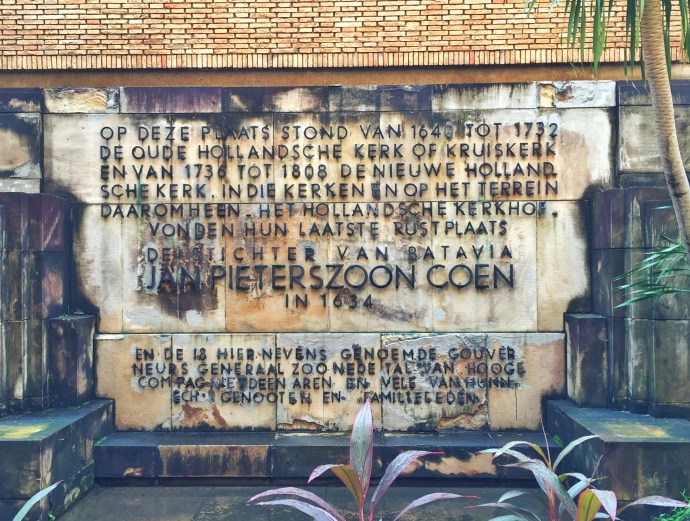 OP DEZE PLAATS STOND VAN 1640 TOT 1732
DE OUDE HOLLANDSCHE KERK OF KRUISKERK
EN VAN 1736 TOT 1808 DE NIEUWE HOLLAND.
SCHE KERK. IN DIE KERKEN EN OP HET TERREIN
DAAROMHEEN. HET HOLLANDSCHE KERKHOF.
VONDEN HUN LAATSTE RUSTPLAATS
DE STICHTER VAN BATAVIA
JAN PIETERSZOON COEN
IN 1634
EN DE 18 HIERNEVENS GENOEMDE GOUVER
NEURS GENERAAL ZOO NEDE TAL VAN HOOGE
COMPAGNIE DIENAREN EN VELE VAN HUNN
ECHTGENOOTEN EN FAMILIELEDEN